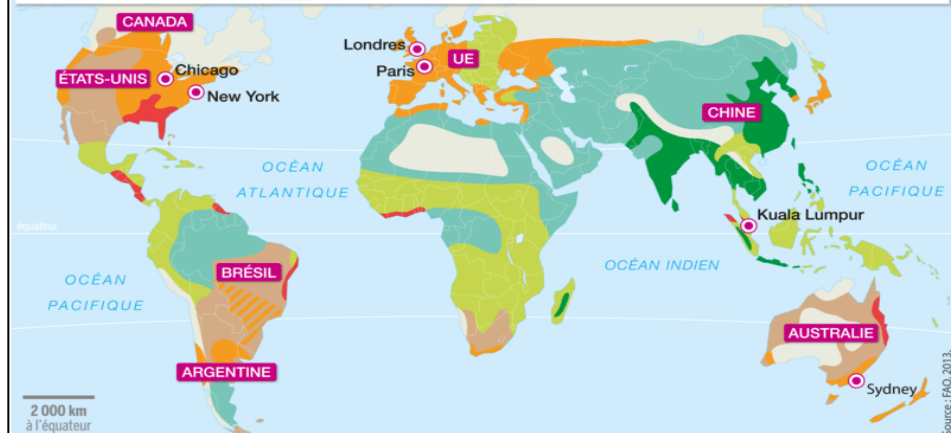 CANADA
Londres
UE
Paris
ÉTATS-UNIS
Chicago
New York
CHINE
OCÉAN
ATLANTIQUE
OCÉAN
PACIFIQUE
Kuala Lumpur
équateur
OCÉAN INDIEN
BRÉSIL
OCÉAN
PACIFIQUE
AUSTRALIE
ARGENTINE
Sydney
2 000 km
à l'équateur
Source : FAO, 2013.